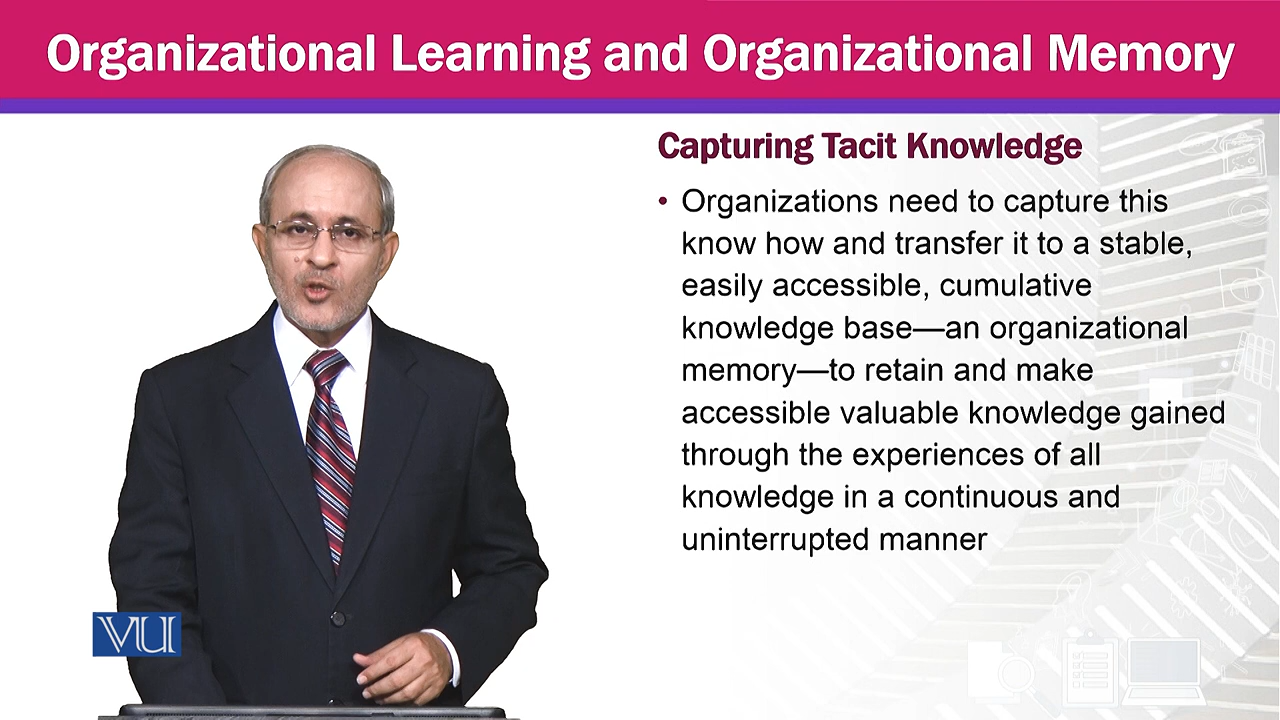 Organizational Learning and Organizational Memory
Capturing Tacit Knowledge
• Organizations need to capture this
know how and transfer it to a stable,
easily accessible, cumulative
knowledge base—an organizational
memory—to retain and make
accessible valuable knowledge gained
through the experiences of all
knowledge in a continuous and
uninterrupted manner
VU